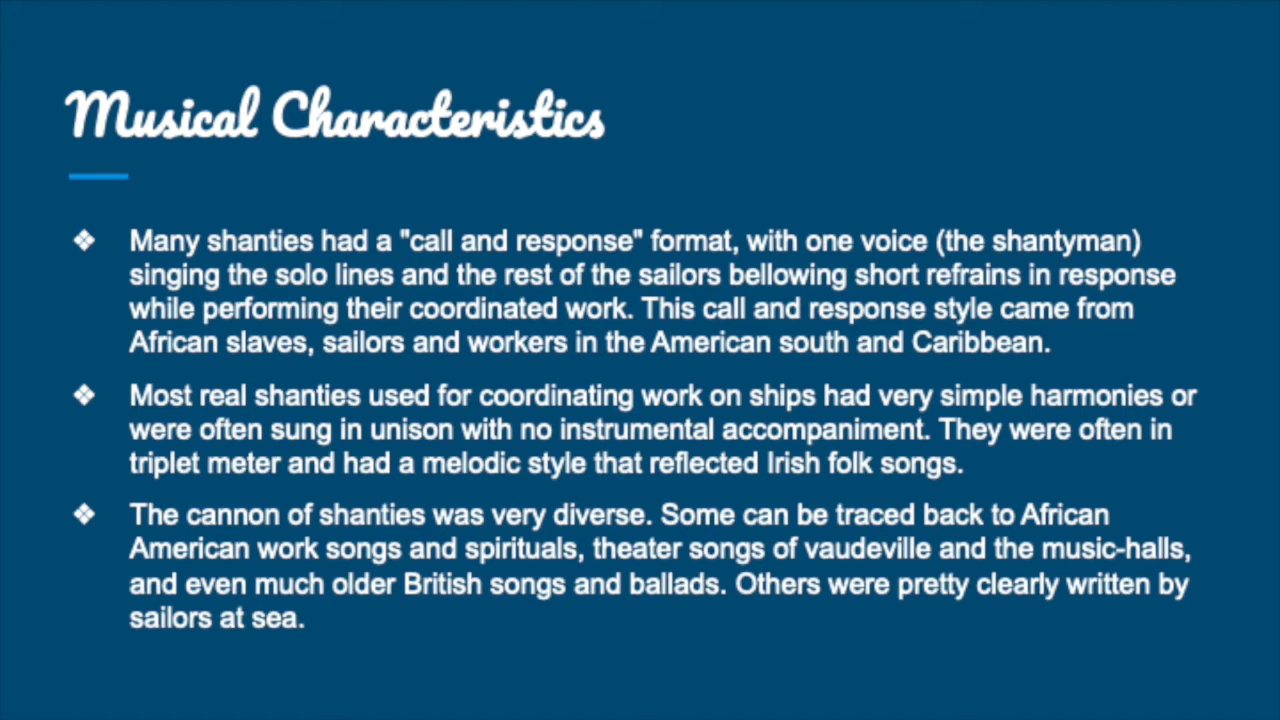 Musical Characteristics
❖ Many shanties had a "call and response" format, with one voice (the shantyman)
singing the solo lines and the rest of the sailors bellowing short refrains in response
while performing their coordinated work. This call and response style came from
African slaves, sailors and workers in the American south and Caribbean.
❖ Most real shanties used for coordinating work on ships had very simple harmonies or
were often sung in unison with no instrumental accompaniment. They were often in
triplet meter and had a melodic style that reflected Irish folk songs.
❖ The cannon of shanties was very diverse. Some can be traced back to African
American work songs and spirituals, theater songs of vaudeville and the music-halls,
and even much older British songs and ballads. Others were pretty clearly written by
sailors at sea.